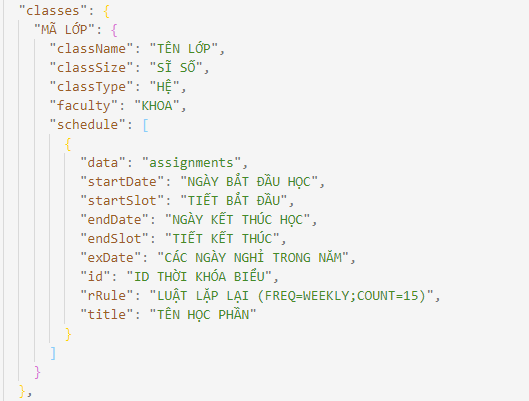 "classes": {
"MÃ LỚP": {
"className": "TÊN LỚP",
"classSize": "SĨ SỐ",
"classType": "HỆ",
"faculty": "KHOA",
"schedule": [
{
"data": "assignments",
"startDate": "NGÀY BẮT ĐẦU HỌC",
"startSlot": "TIẾT BẮT ĐẦU",
"endDate": "NGÀY KẾT THÚC HỌC",
"endSlot": "TIẾT KẾT THÚC",
"exDate": "CÁC NGÀY NGHỈ TRONG NĂM",
"id": "ID THỜI KHÓA BIỂU",
"rRule": "LUẬT LẶP LẠI (FREQ=WEEKLY;COUNT=15)",
"title": "TÊN HỌC PHẦN"
}
]
}
},